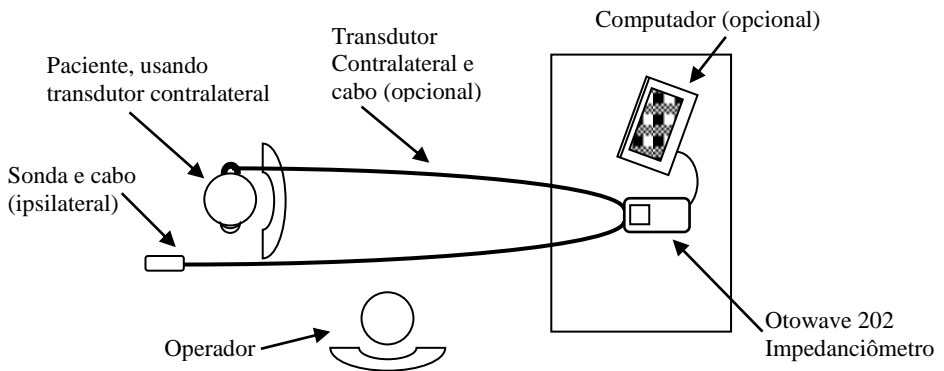 Computador (opcional)
Transdutor
Contralateral e
cabo (opcional)
Paciente, usando
transdutor contralateral
Sonda e cabo
(ipsilateral)
Operador
Otowave 202
Impedanciômetro